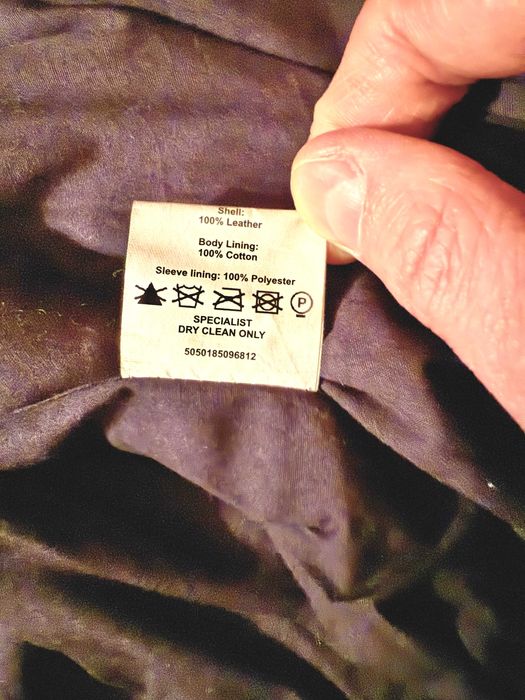 Shell:
100% Leather
Body Lining:
100% Cotton
Sleeve lining: 100% Polyester
P
SPECIALIST
DRY CLEAN ONLY
5050185096812